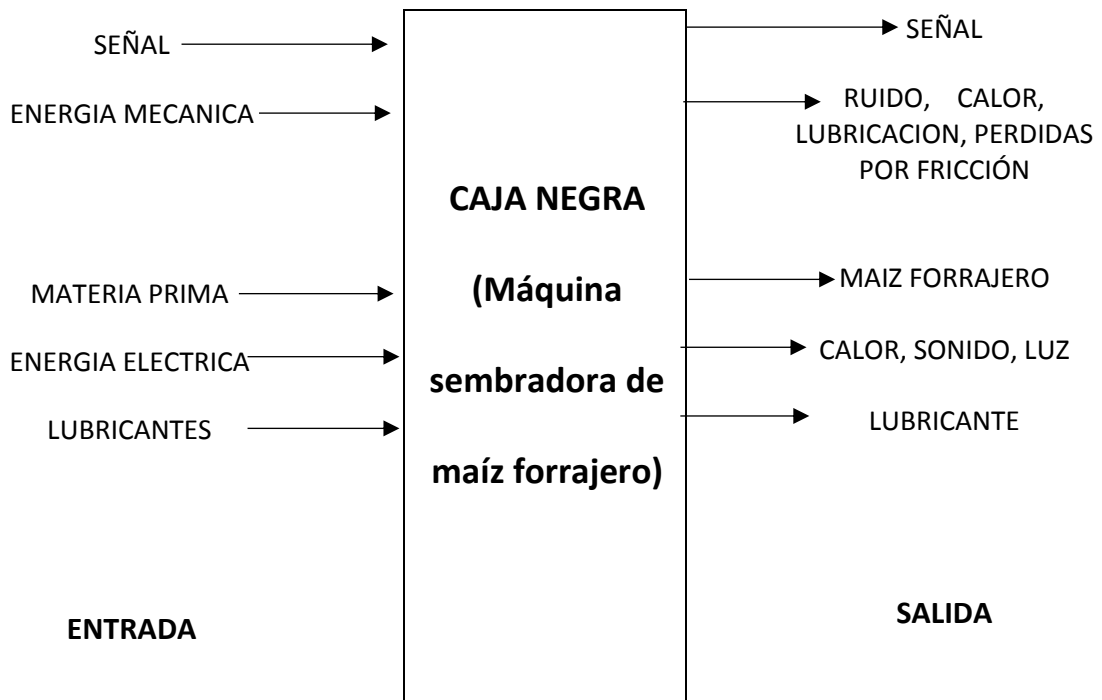 SEÑAL
ENERGIA MECANICA
MATERIA PRIMA
ENERGIA ELECTRICA
LUBRICANTES
ENTRADA
CAJA NEGRA
(Máquina
sembradora de
maíz forrajero)
SEÑAL
RUIDO, CALOR,
LUBRICACION, PERDIDAS
POR FRICCIÓN
MAIZ FORRAJERO
CALOR, SONIDO, LUZ
LUBRICANTE
SALIDA